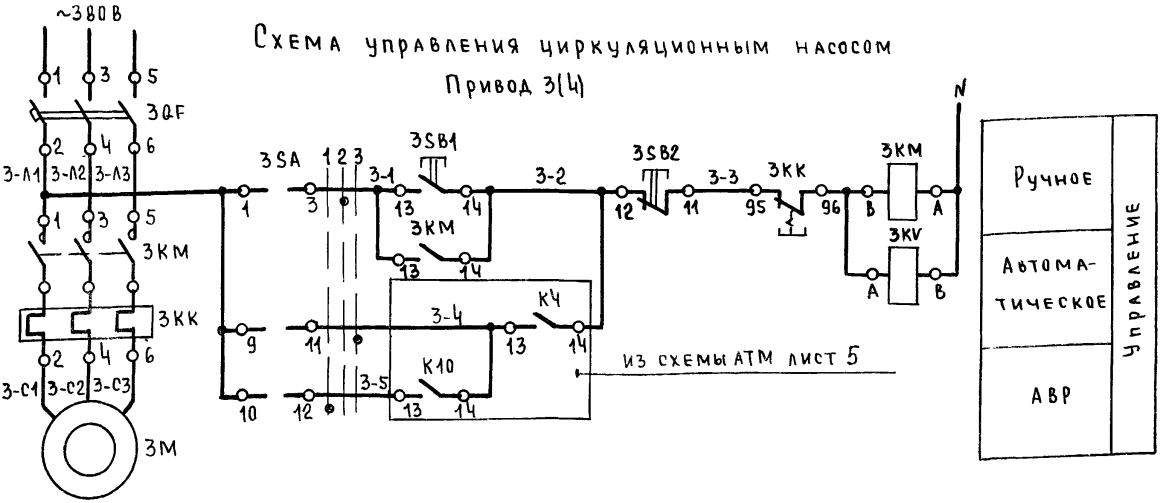 ~380В
Схема управления циркуляционным насосом
Привод 3(4)
N
1 3 5
3QF
2 4 6
3-Л1 3-Л2 3-Л3
3SA 1 2 3
3-1 3SB1 3-2 3SB2 3-3 3KK 3KM
1 3 13 14 12 11 95 96 В А
1 3 5
3KM
3KM
13 14
3KV
А В
3KK
2 4 6
3-С1 3-С2 3-С3
3М
3-4 К4
9 11 13 14
3-5 К10
10 12 13 14
из схемы АТМ лист 5
Ручное
Автома-
тическое
АВР
Управление